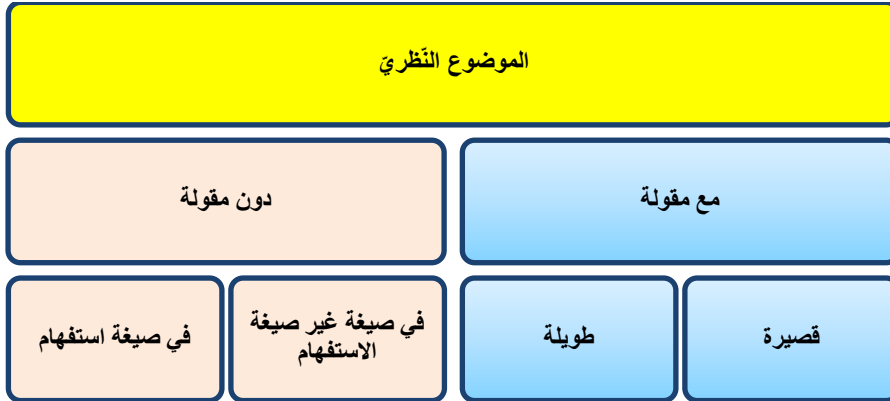 الموضوع النّظريّ
مع مقولة
دون مقولة
قصيرة
طويلة
في صيغة غير صيغة
الاستفهام
في صيغة استفهام